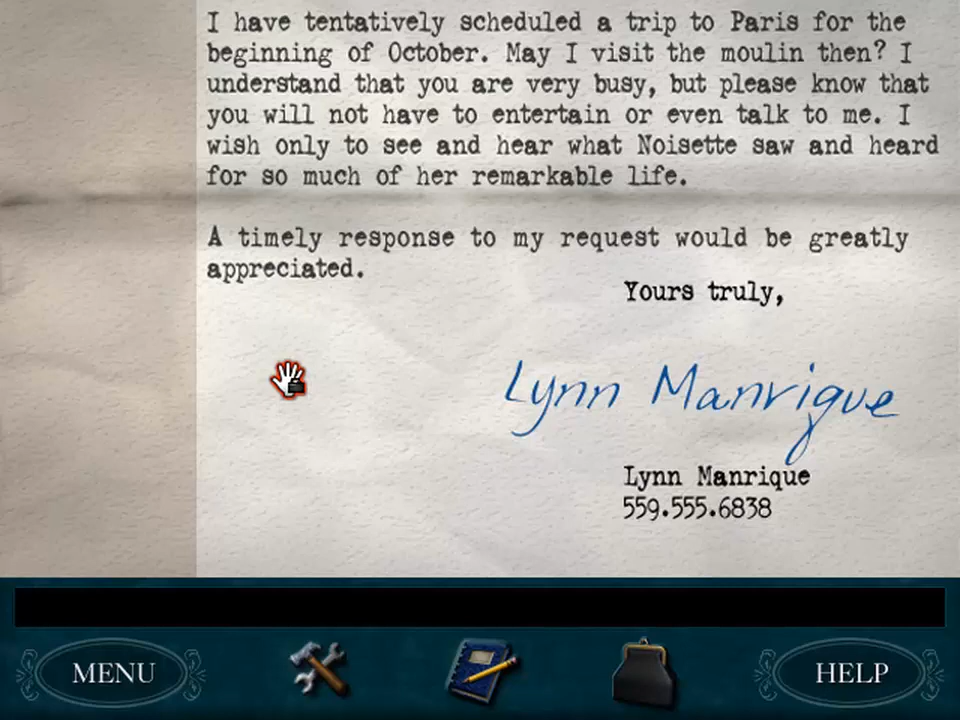 I have tentatively scheduled a trip to Paris for the
beginning of October. May I visit the moulin then? I
understand that you are very busy, but please know that
you will not have to entertain or even talk to me. I
wish only to see and hear what Noisette saw and heard
for so much of her remarkable life.
A timely response to my request would be greatly
appreciated.
Yours truly,
Lynn Manrique
Lynn Manrique
559.555.6838
MENU
HELP